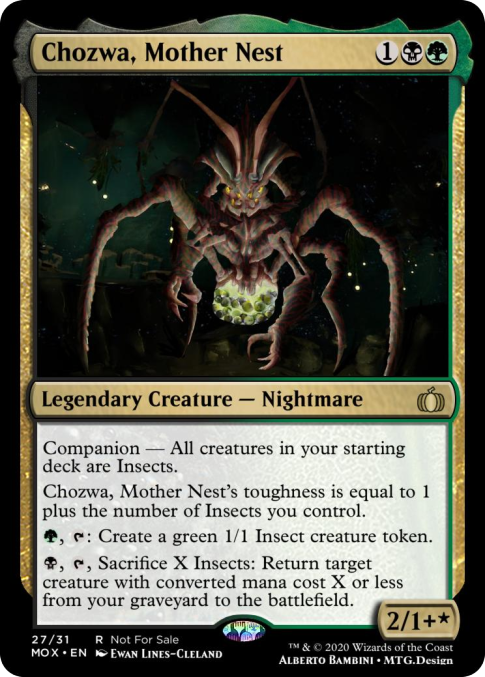 Chozwa, Mother Nest 1
Legendary Creature — Nightmare
Companion — All creatures in your starting
deck are Insects.
Chozwa, Mother Nest's toughness is equal to 1
plus the number of Insects you control.
, : Create a green 1/1 Insect creature token.
, , Sacrifice X Insects: Return target
creature with converted mana cost X or less
from your graveyard to the battlefield.
2/1+★
27/31 R Not For Sale
MOX • EN Ewan Lines-Cleland
™ & © 2020 Wizards of the Coast
Alberto Bambini • MTG.Design